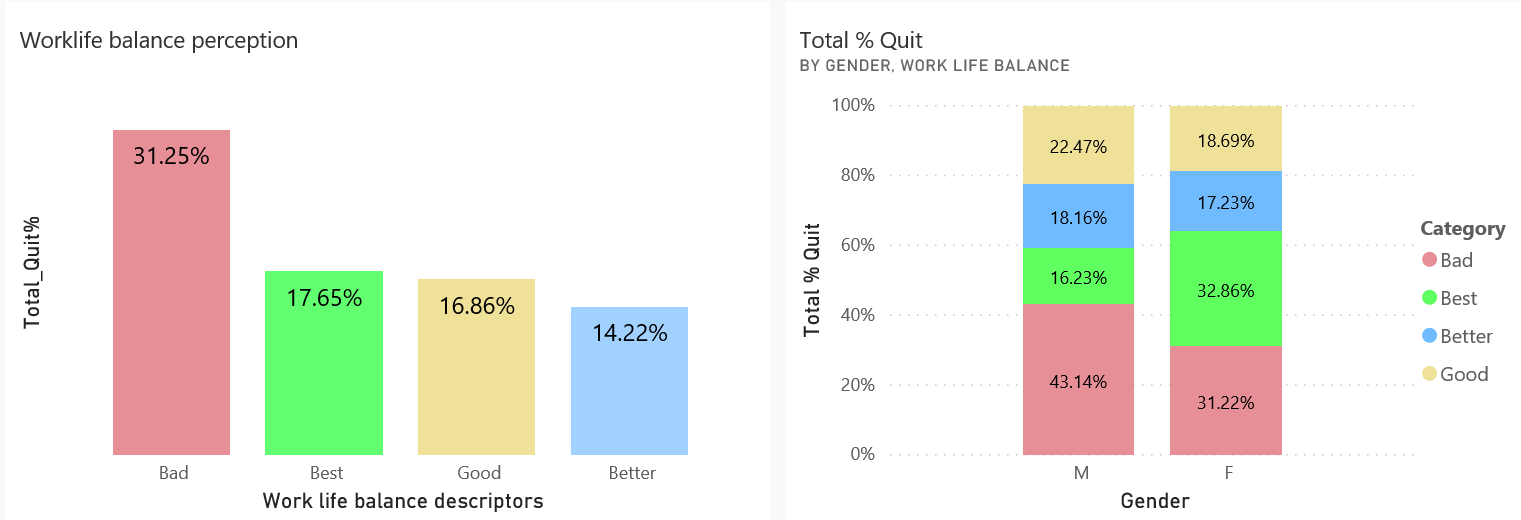 Worklife balance perception
Total_Quit%
31.25%
17.65%
16.86%
14.22%
Bad Best Good Better
Work life balance descriptors
Total % Quit
BY GENDER, WORK LIFE BALANCE
Total % Quit
100%
80%
60%
40%
20%
0%
22.47%
18.16%
16.23%
43.14%
18.69%
17.23%
32.86%
31.22%
M F
Gender
Category
Bad
Best
Better
Good